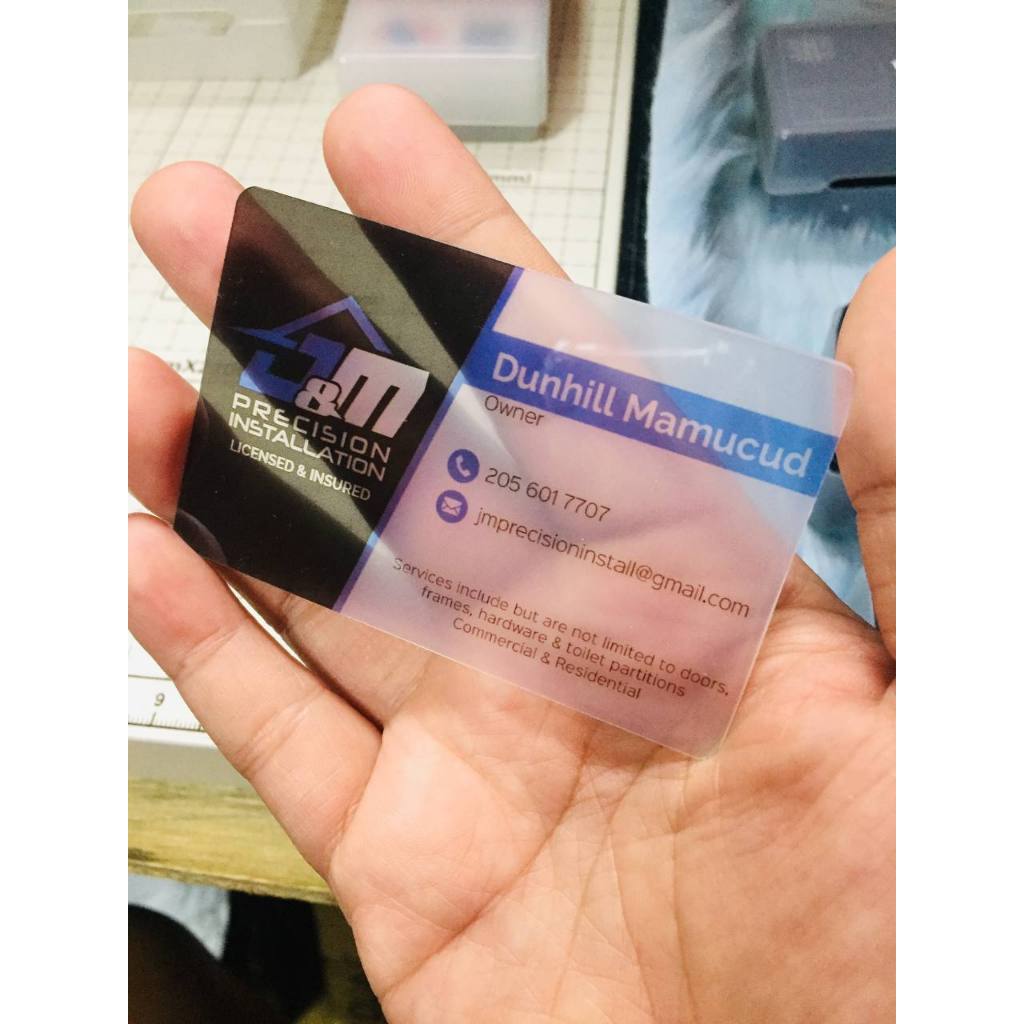 J&M
PRECISION
INSTALLATION
LICENSED & INSURED
Dunhill Mamucud
Owner
205 601 7707
jmprecisioninstall@gmail.com
Services include but are not limited to doors,
frames, hardware & toilet partitions
Commercial & Residential
9